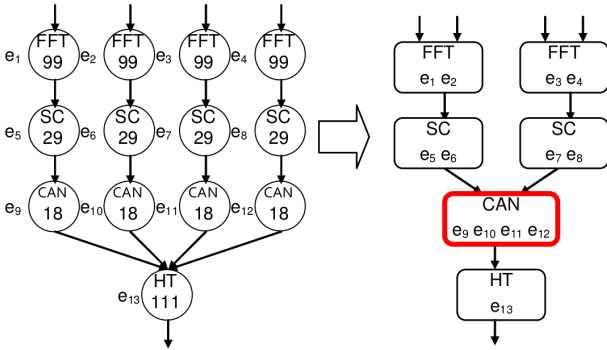 FFT FFT FFT FFT
e1 e2 e3 e4
99 99 99 99
SC SC SC SC
e5 e6 e7 e8
29 29 29 29
CAN CAN CAN CAN
e9 e10 e11 e12
18 18 18 18
HT
e13
111
FFT FFT
e1 e2 e3 e4
SC SC
e5 e6 e7 e8
CAN
e9 e10 e11 e12
HT
e13